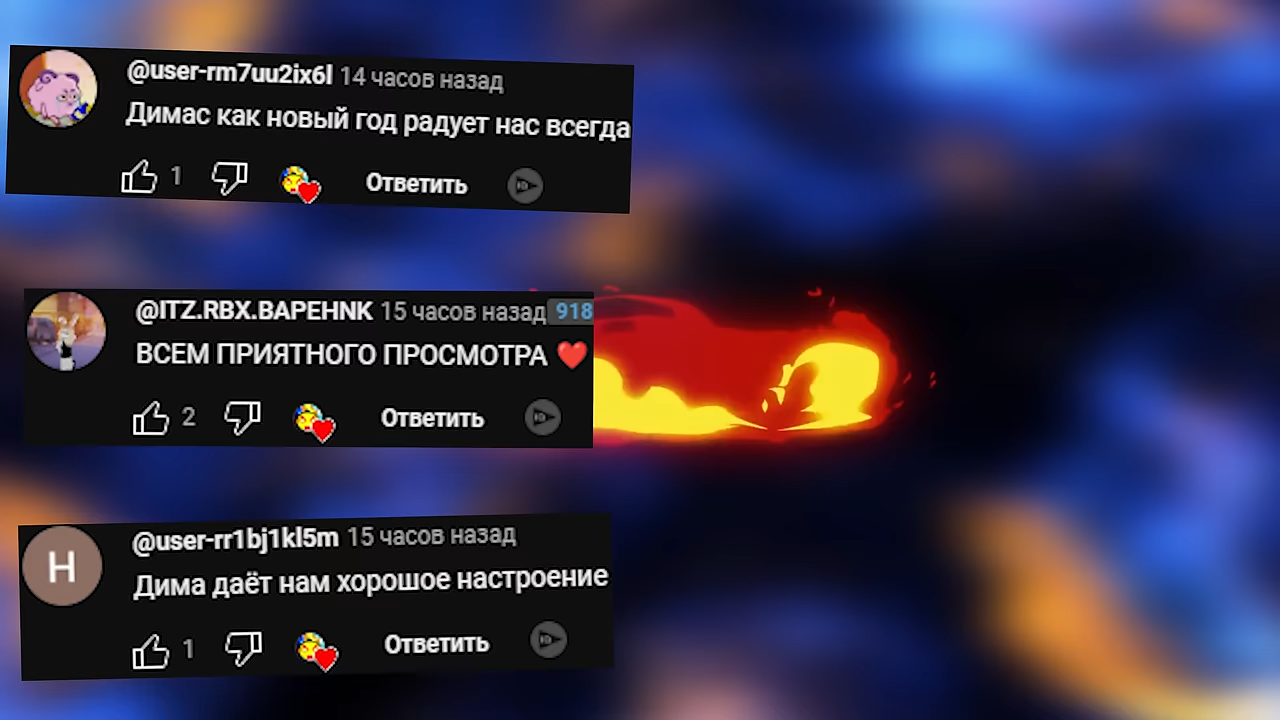 @user-rm7uu2ix6l 14 часов назад
Димас как новый год радует нас всегда
1 Ответить
@ITZ.RBX.BAPEHNK 15 часов назад 918
ВСЕМ ПРИЯТНОГО ПРОСМОТРА ❤️
2 Ответить
H
@user-rr1bj1kl5m 15 часов назад
Дима даёт нам хорошое настроение
1 Ответить